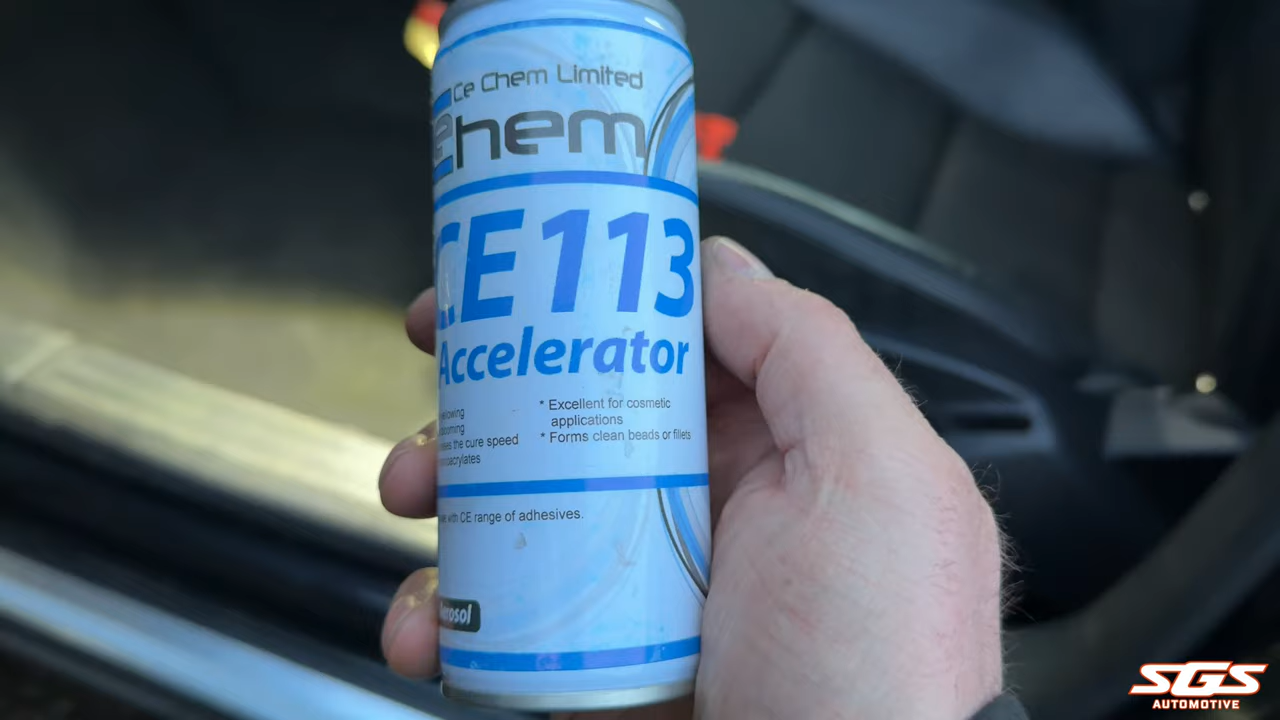 Ce Chem Limited
hem
CE113
Accelerator
* Excellent for cosmetic
applications
the cure speed
* Forms clean beads or fillets
with CE range of adhesives.
SGS
AUTOMOTIVE